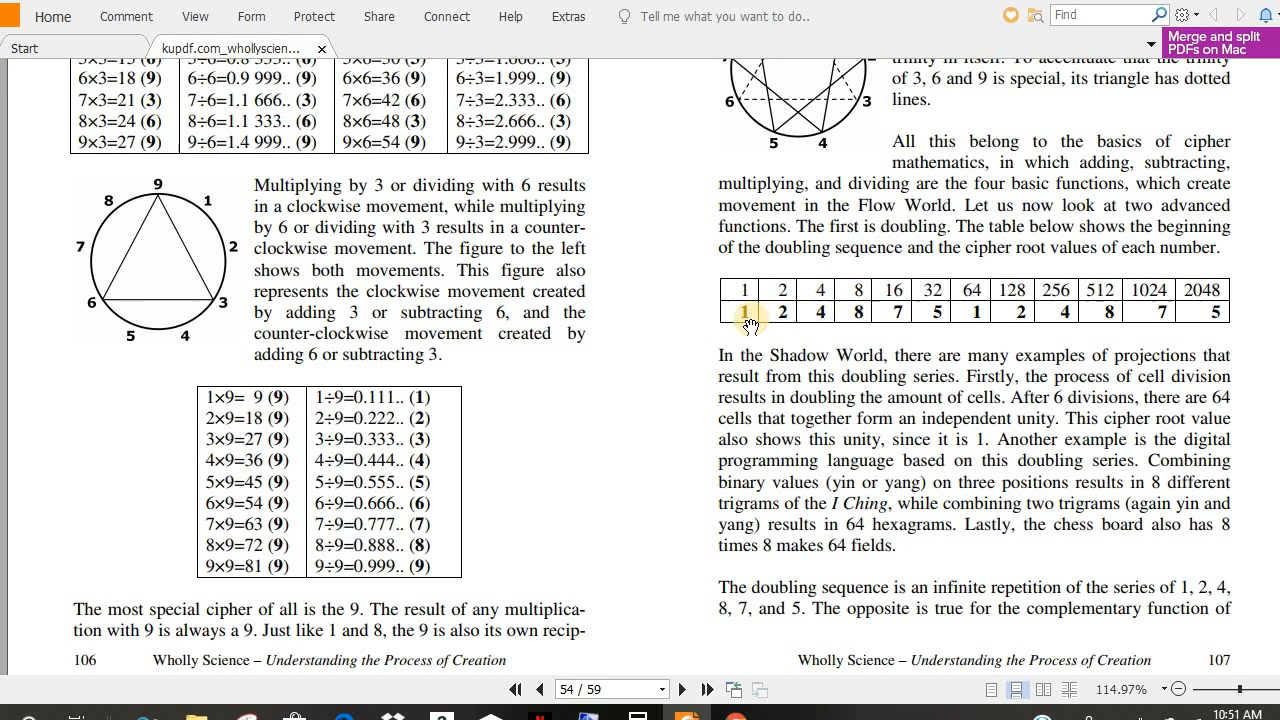 Home Comment View Form Protect Share Connect Help Extras Tell me what you want to do.. Find
Start kupdf.com_whollyscien... ×
Merge and split
PDFs on Mac
6×3=18 (9) 6÷6=0.9 999.. (9) 6×6=36 (9) 6÷3=1.999.. (9)
7×3=21 (3) 7÷6=1.1 666.. (3) 7×6=42 (6) 7÷3=2.333.. (6)
8×3=24 (6) 8÷6=1.1 333.. (6) 8×6=48 (3) 8÷3=2.666.. (3)
9×3=27 (9) 9÷6=1.4 999.. (9) 9×6=54 (9) 9÷3=2.999.. (9)
9
8 1
7 2
6 3
5 4
Multiplying by 3 or dividing with 6 results
in a clockwise movement, while multiplying
by 6 or dividing with 3 results in a counter-
clockwise movement. The figure to the left
shows both movements. This figure also
represents the clockwise movement created
by adding 3 or subtracting 6, and the
counter-clockwise movement created by
adding 6 or subtracting 3.
1×9= 9 (9) 1÷9=0.111.. (1)
2×9=18 (9) 2÷9=0.222.. (2)
3×9=27 (9) 3÷9=0.333.. (3)
4×9=36 (9) 4÷9=0.444.. (4)
5×9=45 (9) 5÷9=0.555.. (5)
6×9=54 (9) 6÷9=0.666.. (6)
7×9=63 (9) 7÷9=0.777.. (7)
8×9=72 (9) 8÷9=0.888.. (8)
9×9=81 (9) 9÷9=0.999.. (9)
The most special cipher of all is the 9. The result of any multiplica-
tion with 9 is always a 9. Just like 1 and 8, the 9 is also its own recip-
106 Wholly Science – Understanding the Process of Creation
6 3
5 4
trinity in itself. To accentuate that the trinity
of 3, 6 and 9 is special, its triangle has dotted
lines.
All this belong to the basics of cipher
mathematics, in which adding, subtracting,
multiplying, and dividing are the four basic functions, which create
movement in the Flow World. Let us now look at two advanced
functions. The first is doubling. The table below shows the beginning
of the doubling sequence and the cipher root values of each number.
1 2 4 8 16 32 64 128 256 512 1024 2048
1 2 4 8 7 5 1 2 4 8 7 5
In the Shadow World, there are many examples of projections that
result from this doubling series. Firstly, the process of cell division
results in doubling the amount of cells. After 6 divisions, there are 64
cells that together form an independent unity. This cipher root value
also shows this unity, since it is 1. Another example is the digital
programming language based on this doubling series. Combining
binary values (yin or yang) on three positions results in 8 different
trigrams of the I Ching, while combining two trigrams (again yin and
yang) results in 64 hexagrams. Lastly, the chess board also has 8
times 8 makes 64 fields.
The doubling sequence is an infinite repetition of the series of 1, 2, 4,
8, 7, and 5. The opposite is true for the complementary function of
Wholly Science – Understanding the Process of Creation 107
54 / 59 114.97%
10:51 AM